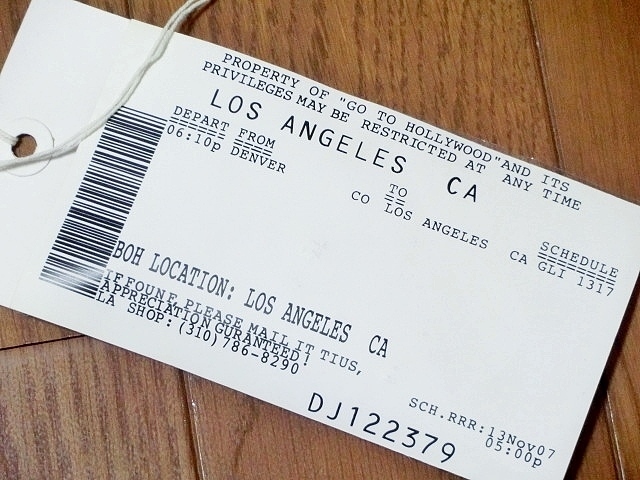 PROPERTY OF "GO TO HOLLYWOOD"AND ITS
PRIVILEGES MAY BE RESTRICTED AT ANY TIME
LOS ANGELES CA
DEPART FROM TO SCHEDULE
06:10p DENVER CO LOS ANGELES CA GLI 1317
BOH LOCATION: LOS ANGELES CA
IF FOUNE, PLEASE MAIL IT TIUS,
APPRECIATION GURANTEED!
LA SHOP:(310)786-8290
SCH.RRR:13Nov07
05:00p
DJ122379